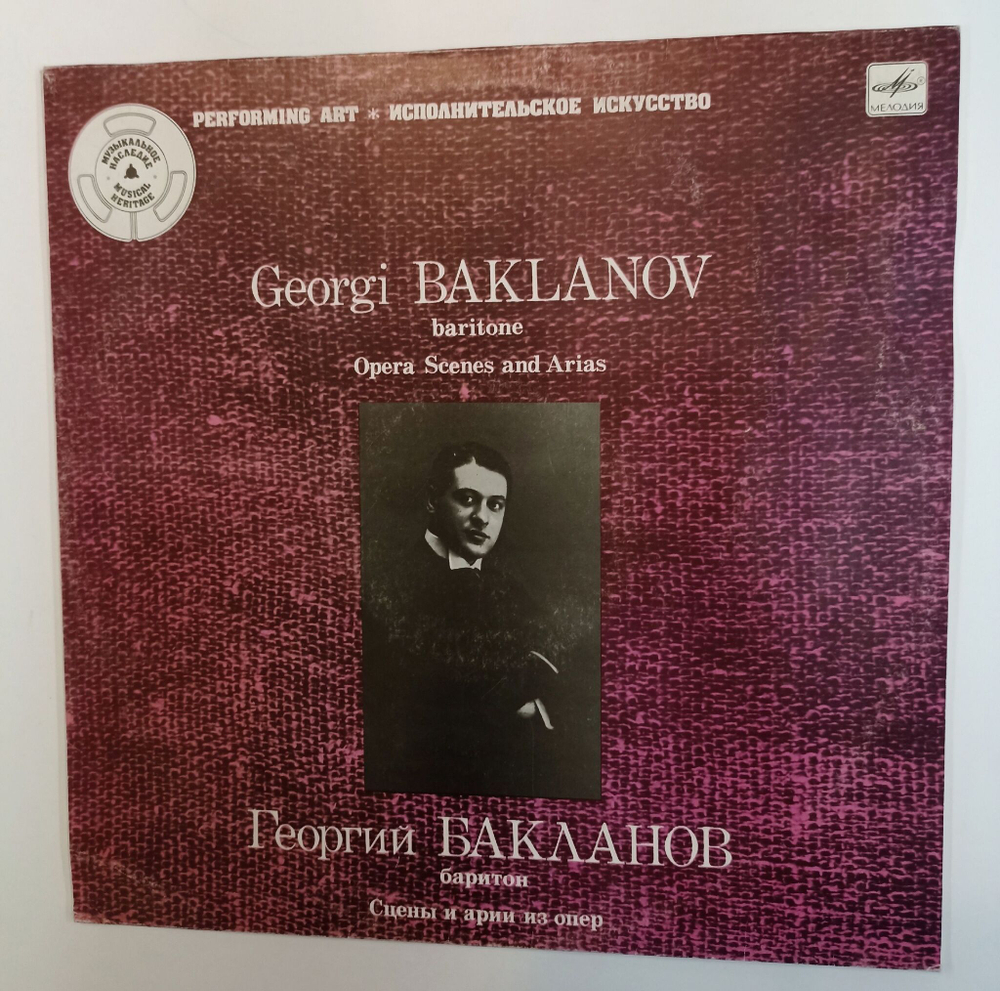 PERFORMING ART * ИСПОЛНИТЕЛЬСКОЕ ИСКУССТВО
МЕЛОДИЯ
МУЗЫКАЛЬНОЕ
НАСЛЕДИЕ
MUSICAL
HERITAGE
Georgi BAKLANOV
baritone
Opera Scenes and Arias
Георгий БАКЛАНОВ
баритон
Сцены и арии из опер